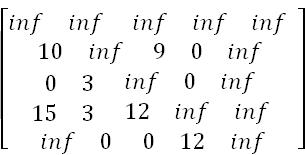 inf inf inf inf inf
10 inf 9 0 inf
0 3 inf 0 inf
15 3 12 inf inf
inf 0 0 12 inf